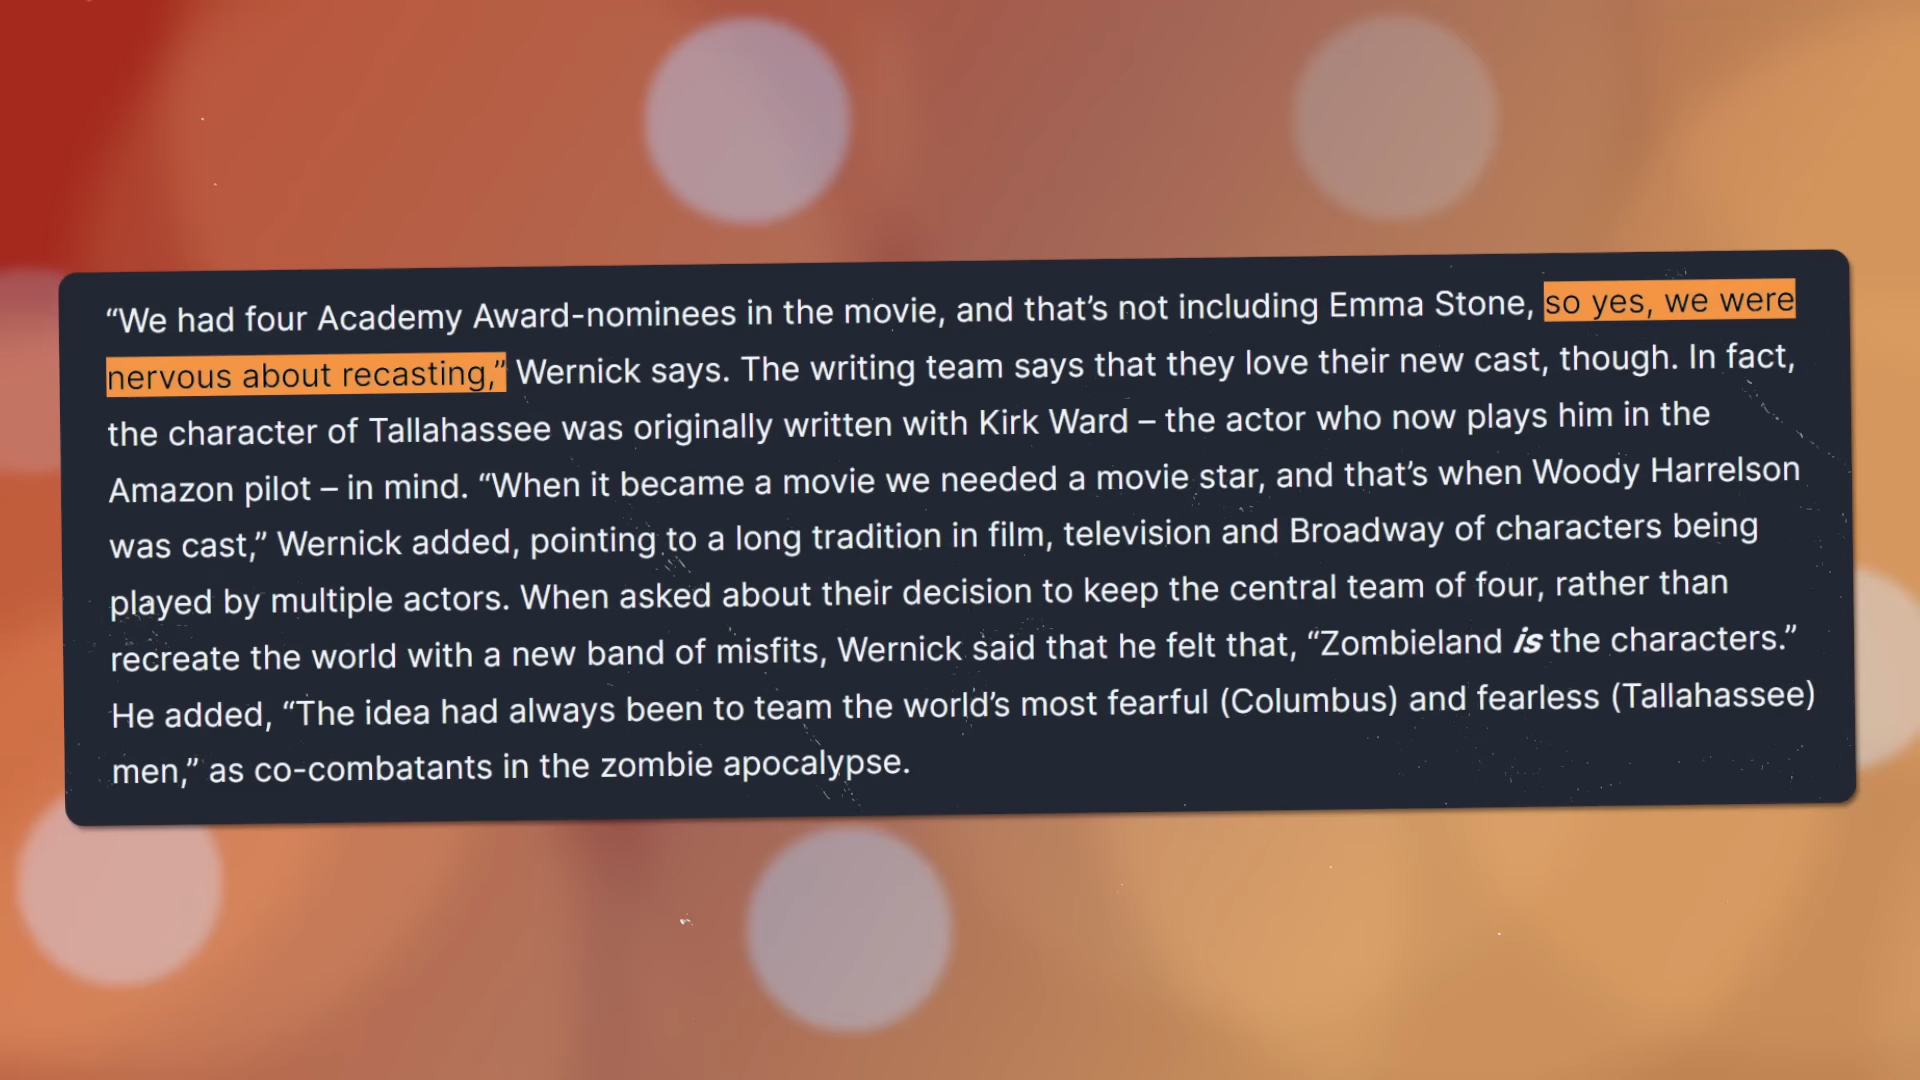 “We had four Academy Award-nominees in the movie, and that’s not including Emma Stone, so yes, we were
nervous about recasting,” Wernick says. The writing team says that they love their new cast, though. In fact,
the character of Tallahassee was originally written with Kirk Ward – the actor who now plays him in the
Amazon pilot – in mind. “When it became a movie we needed a movie star, and that’s when Woody Harrelson
was cast,” Wernick added, pointing to a long tradition in film, television and Broadway of characters being
played by multiple actors. When asked about their decision to keep the central team of four, rather than
recreate the world with a new band of misfits, Wernick said that he felt that, “Zombieland is the characters.”
He added, “The idea had always been to team the world’s most fearful (Columbus) and fearless (Tallahassee)
men,” as co-combatants in the zombie apocalypse.